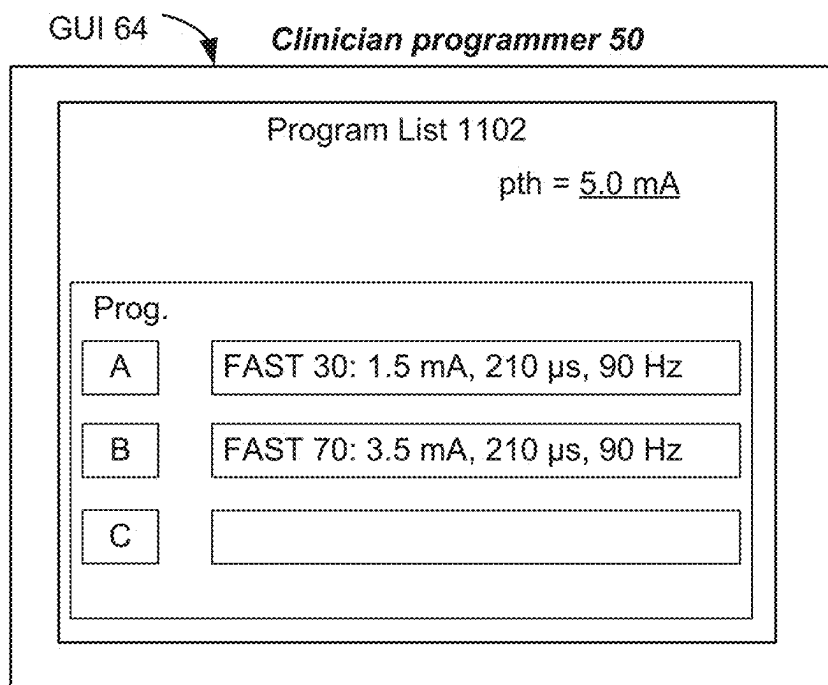 GUI 64
Clinician programmer 50
Program List 1102
pth = 5.0 mA
Prog.
A
FAST 30: 1.5 mA, 210 µs, 90 Hz
B
FAST 70: 3.5 mA, 210 µs, 90 Hz
C